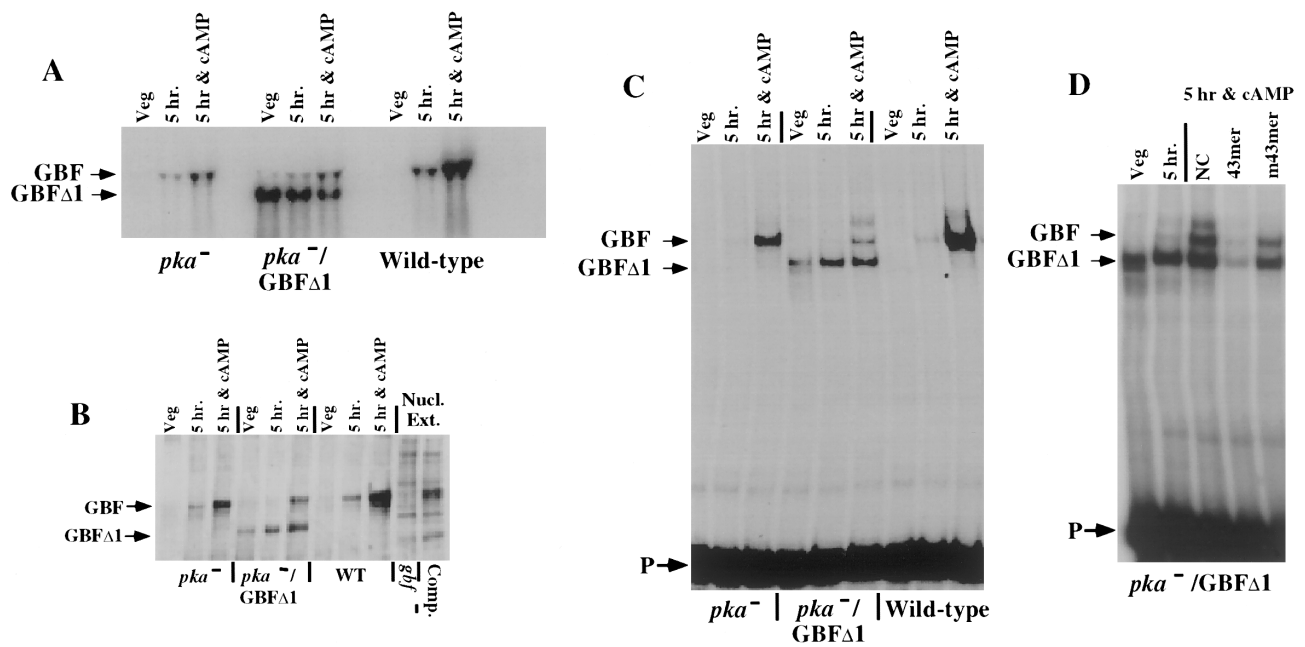 A
Veg
5 hr.
5 hr & cAMP
Veg
5 hr.
5 hr & cAMP
Veg
5 hr.
5 hr & cAMP
GBF
GBFΔ1
pka⁻
pka⁻/
GBFΔ1
Wild-type
B
Veg
5 hr.
5 hr & cAMP
Veg
5 hr.
5 hr & cAMP
Veg
5 hr.
5 hr & cAMP
Nucl.
Ext.
GBF
GBFΔ1
pka⁻
pka⁻/
GBFΔ1
WT
gbf⁻
Comp.
C
Veg
5 hr.
5 hr & cAMP
Veg
5 hr.
5 hr & cAMP
Veg
5 hr.
5 hr & cAMP
GBF
GBFΔ1
P
pka⁻
pka⁻/
GBFΔ1
Wild-type
D
5 hr & cAMP
Veg
5 hr.
NC
43mer
m43mer
GBF
GBFΔ1
P
pka⁻/GBFΔ1